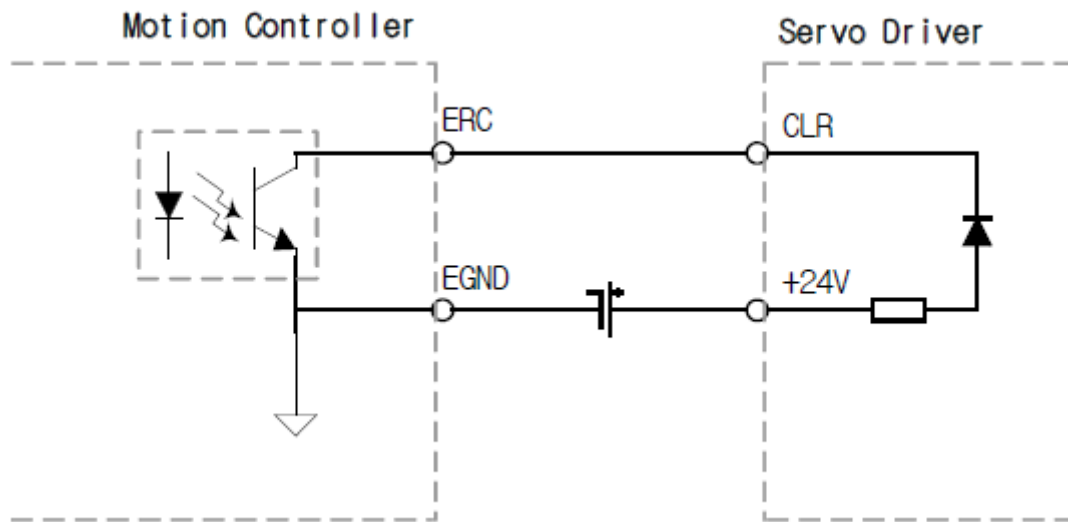 Motion Controller
Servo Driver
ERC
CLR
EGND
+24V